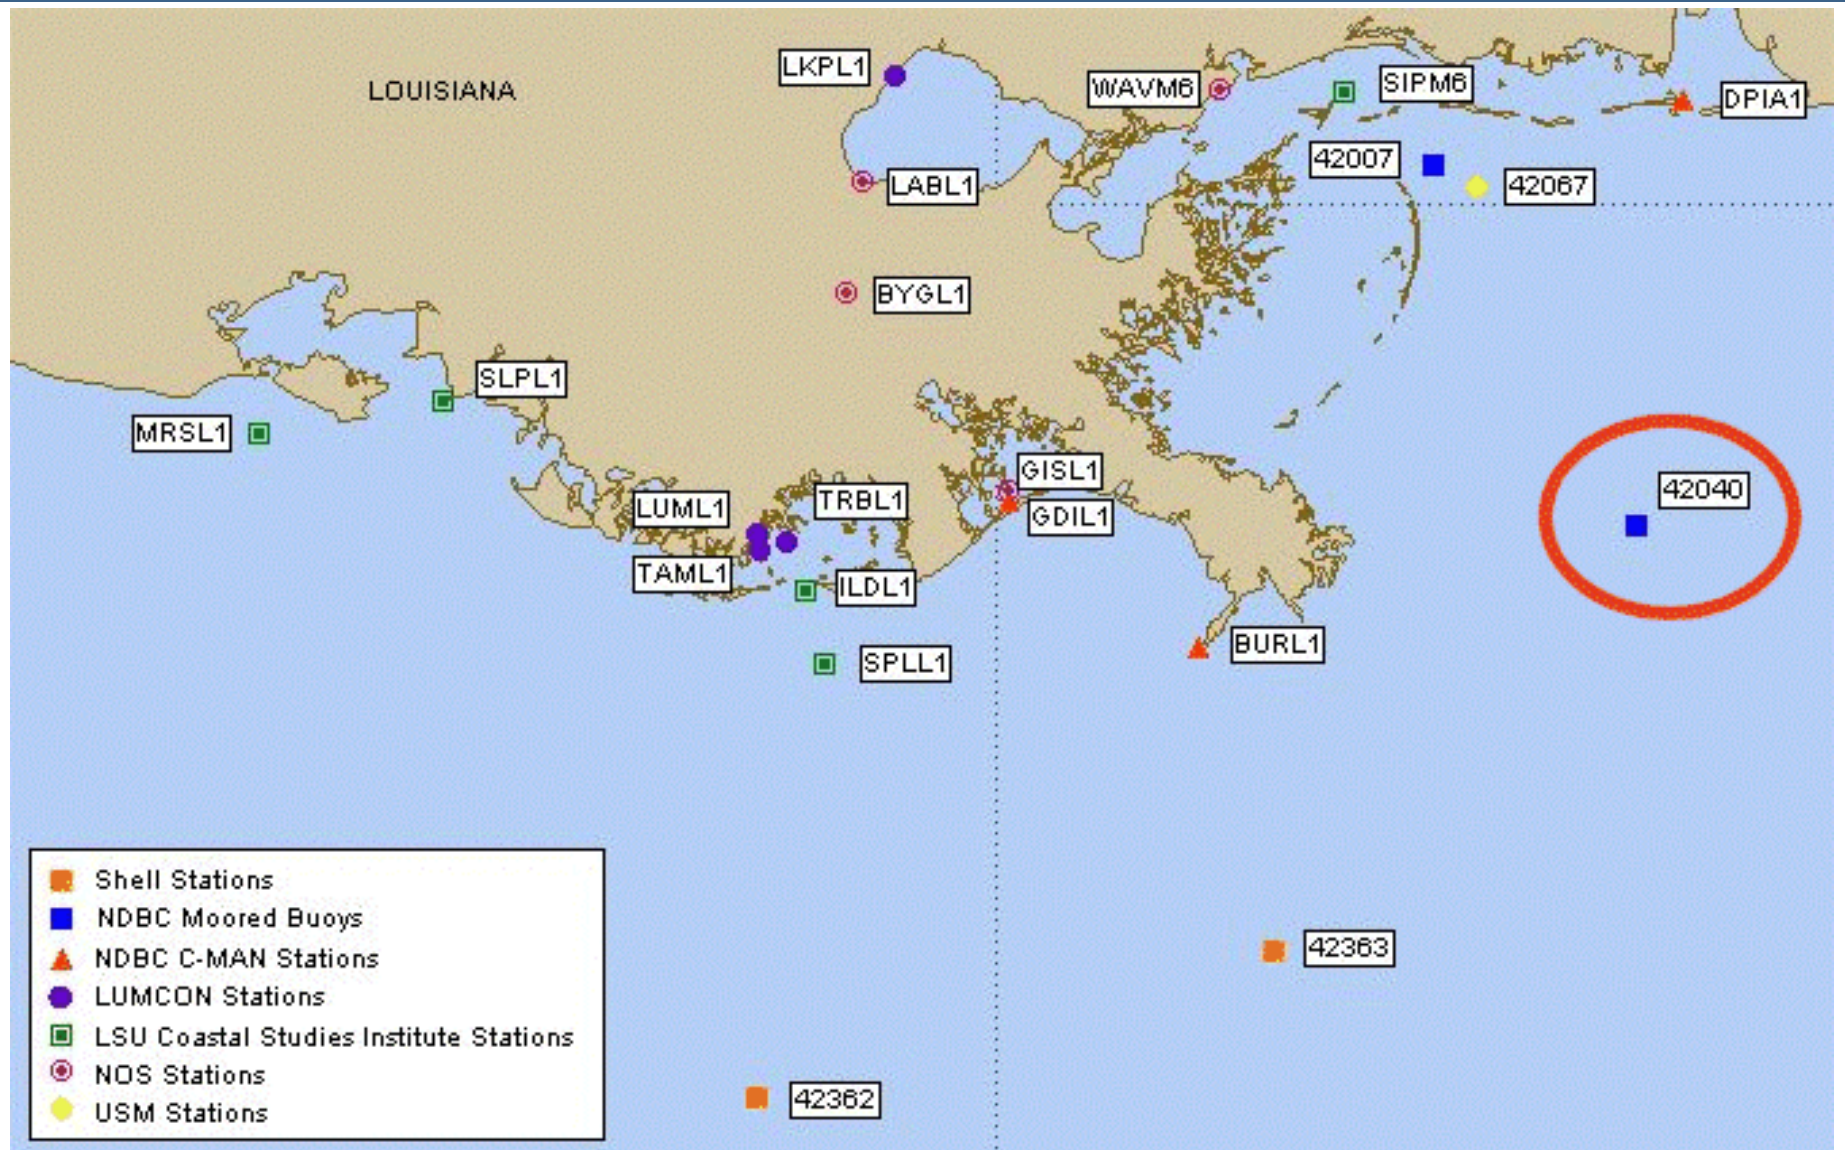 LOUISIANA
LKPL1
WAVM6
SIPM6
DPIA1
42007
42067
LABL1
BYGL1
SLPL1
MRSL1
GISL1
42040
LUML1
TRBL1
GDIL1
TAML1
ILDL1
BURL1
SPLL1
42363
42362
Shell Stations
NDBC Moored Buoys
NDBC C-MAN Stations
LUMCON Stations
LSU Coastal Studies Institute Stations
NOS Stations
USM Stations